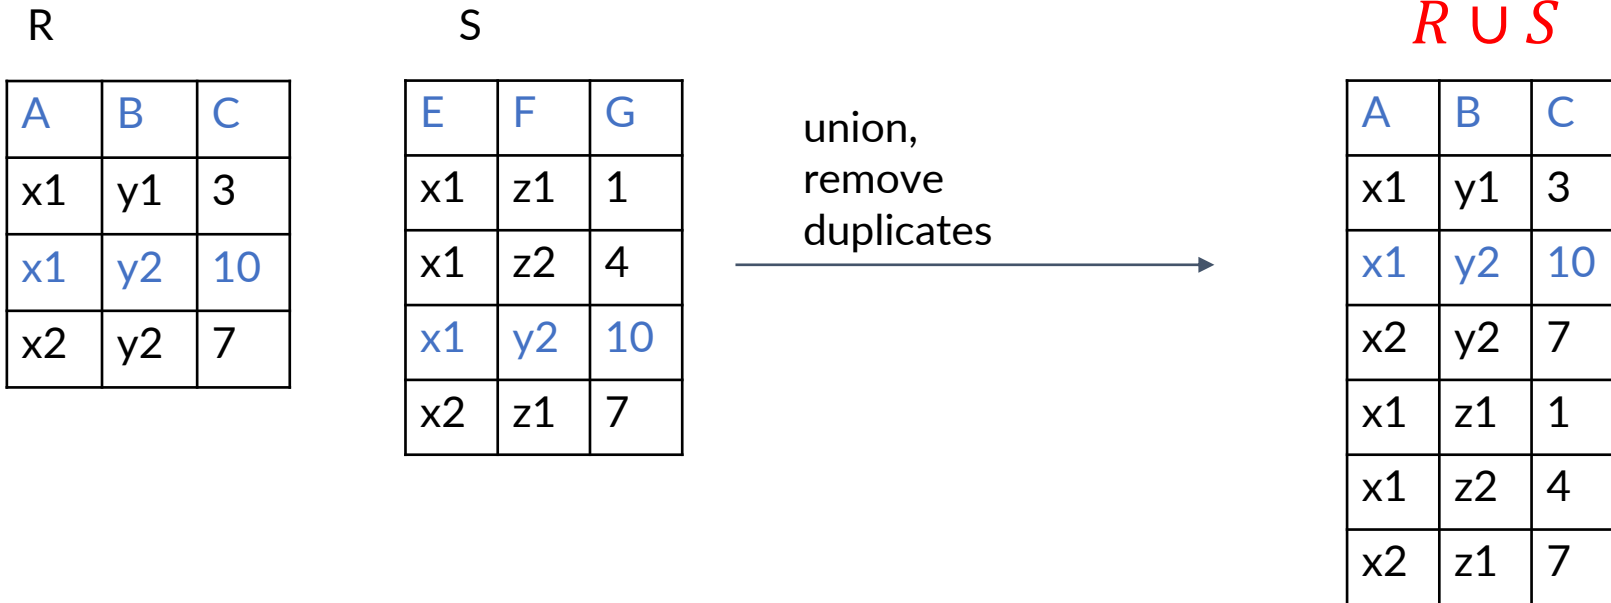 R
A B C
x1 y1 3
x1 y2 10
x2 y2 7
S
E F G
x1 z1 1
x1 z2 4
x1 y2 10
x2 z1 7
union,
remove
duplicates
R ∪ S
A B C
x1 y1 3
x1 y2 10
x2 y2 7
x1 z1 1
x1 z2 4
x2 z1 7